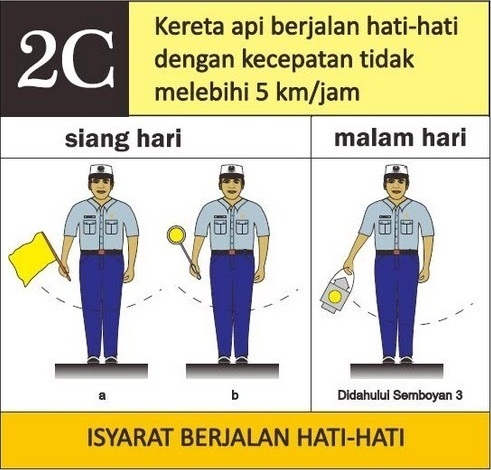 2C
Kereta api berjalan hati-hati
dengan kecepatan tidak
melebihi 5 km/jam
siang hari
malam hari
a
b
Didahului Semboyan 3
ISYARAT BERJALAN HATI-HATI